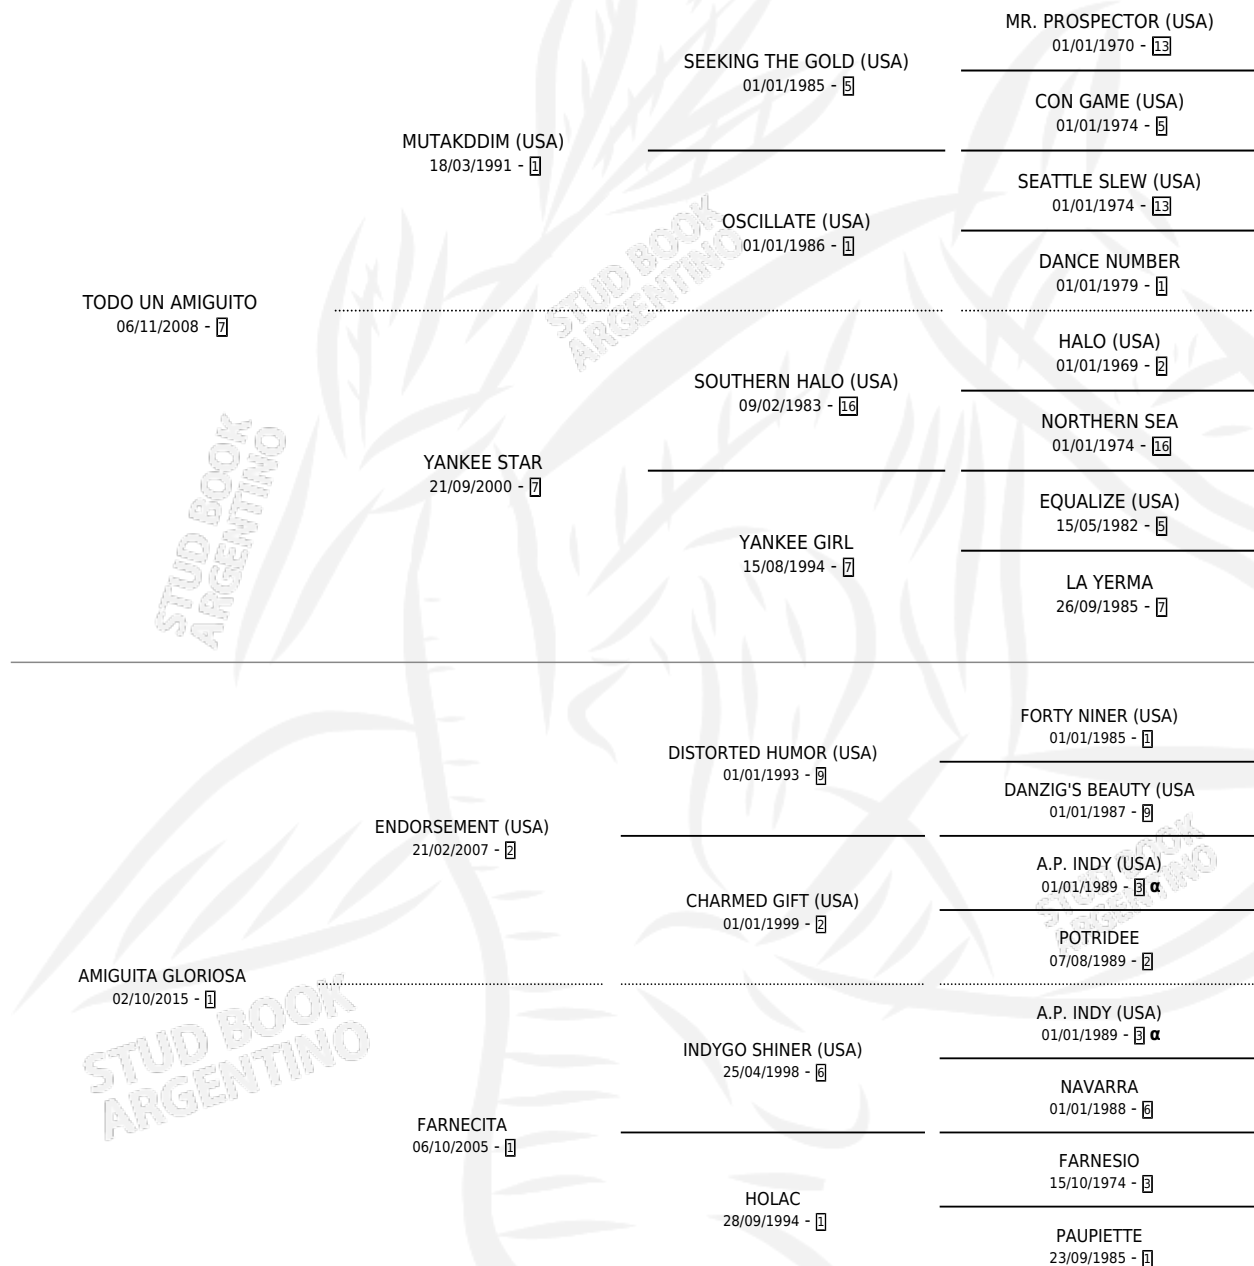 MR. PROSPECTOR (USA)
01/01/1970 - 13
SEEKING THE GOLD (USA)
01/01/1985 - 5
CON GAME (USA)
01/01/1974 - 5
MUTAKDDIM (USA)
18/03/1991 - 1
SEATTLE SLEW (USA)
01/01/1974 - 13
OSCILLATE (USA)
01/01/1986 - 1
DANCE NUMBER
01/01/1979 - 1
TODO UN AMIGUITO
06/11/2008 - 7
HALO (USA)
01/01/1969 - 2
SOUTHERN HALO (USA)
09/02/1983 - 16
NORTHERN SEA
01/01/1974 - 16
YANKEE STAR
21/09/2000 - 7
EQUALIZE (USA)
15/05/1982 - 5
YANKEE GIRL
15/08/1994 - 7
LA YERMA
26/09/1985 - 7
FORTY NINER (USA)
01/01/1985 - 1
DISTORTED HUMOR (USA)
01/01/1993 - 9
DANZIG'S BEAUTY (USA
01/01/1987 - 9
ENDORSEMENT (USA)
21/02/2007 - 2
A.P. INDY (USA)
01/01/1989 - 3 α
CHARMED GIFT (USA)
01/01/1999 - 2
POTRIDEE
07/08/1989 - 2
AMIGUITA GLORIOSA
02/10/2015 - 1
A.P. INDY (USA)
01/01/1989 - 3 α
INDYGO SHINER (USA)
25/04/1998 - 6
NAVARRA
01/01/1988 - 6
FARNECITA
06/10/2005 - 1
FARNESIO
15/10/1974 - 3
HOLAC
28/09/1994 - 1
PAUPIETTE
23/09/1985 - 1
STUD BOOK
ARGENTINO
STUD BOOK
ARGENTINO
STUD BOOK
ARGENTINO
STUD BOOK
ARGENTINO